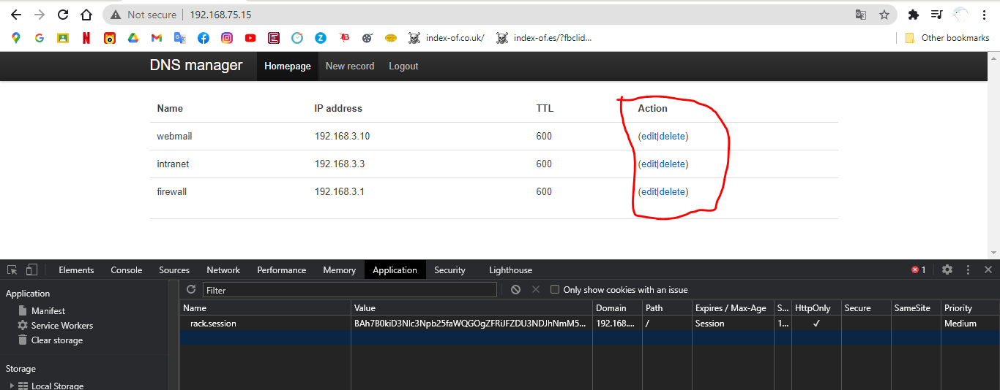 Not secure | 192.168.75.15
index-of.co.uk/ index-of.es/?fbclid... Other bookmarks
DNS manager Homepage New record Logout
Name IP address TTL Action
webmail 192.168.3.10 600 (edit|delete)
intranet 192.168.3.3 600 (edit|delete)
firewall 192.168.3.1 600 (edit|delete)
Elements Console Sources Network Performance Memory Application Security Lighthouse 1
Application Filter Only show cookies with an issue
Name Value Domain Path Expires / Max-Age S... HttpOnly Secure SameSite Priority
Manifest
rack.session BAh7B0kiD3Nlc3Npb25faWQGOgZFRiJFZDU3NDJhNmM5... 192.168.... / Session 1... ✓ Medium
Service Workers
Clear storage
Storage
Local Storage